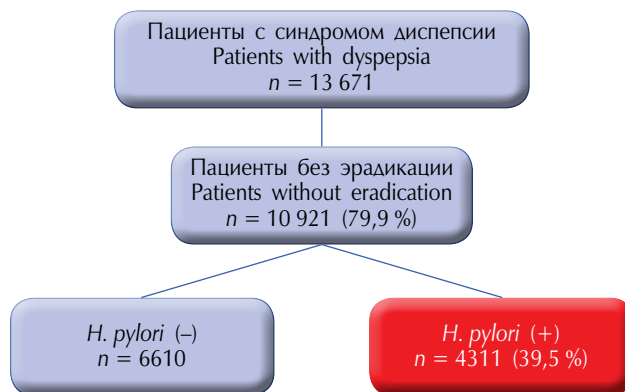 Пациенты с синдромом диспепсии
Patients with dyspepsia
n = 13 671
Пациенты без эрадикации
Patients without eradication
n = 10 921 (79,9 %)
H. pylori (–)
n = 6610
H. pylori (+)
n = 4311 (39,5 %)